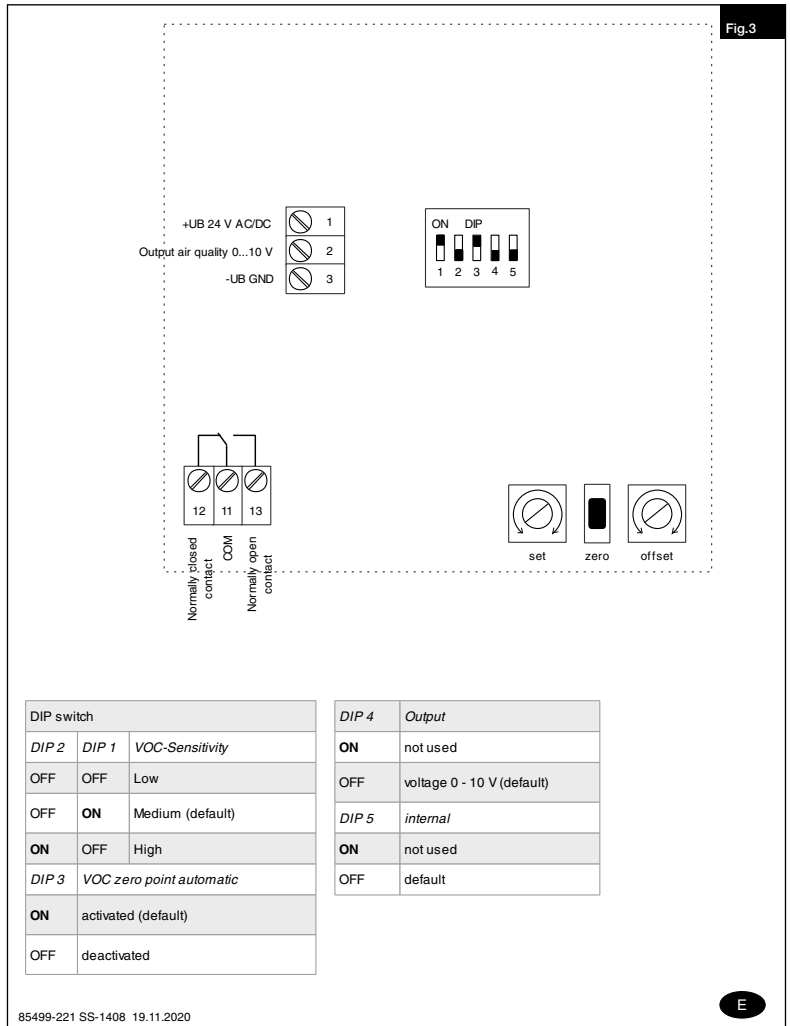 Fig.3
+UB 24 V AC/DC 1
Output air quality 0...10 V 2
-UB GND 3
ON DIP
1 2 3 4 5
12 11 13
Normally closed
contact
COM
Normally open
contact
set zero offset
DIP switch
DIP 2 DIP 1 VOC-Sensitivity
OFF OFF Low
OFF ON Medium (default)
ON OFF High
DIP 3 VOC zero point automatic
ON activated (default)
OFF deactivated
DIP 4 Output
ON not used
OFF voltage 0 - 10 V (default)
DIP 5 internal
ON not used
OFF default
85499-221 SS-1408 19.11.2020
E